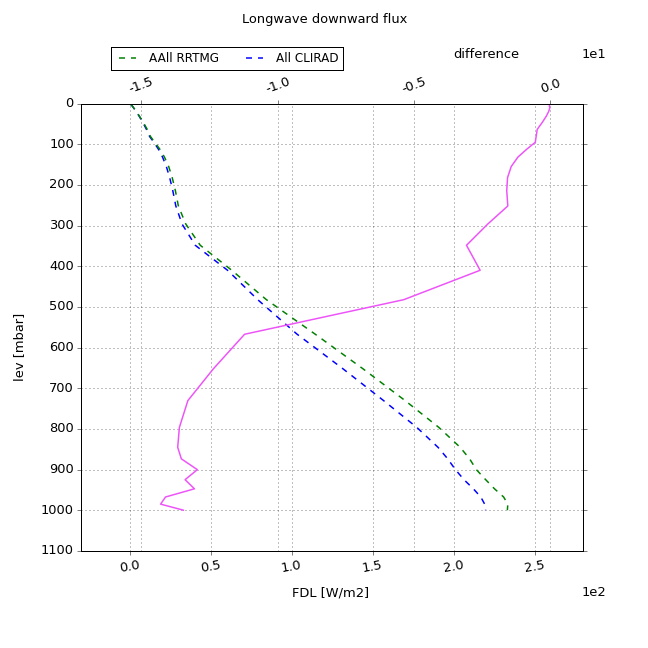 Longwave downward flux
AAll RRTMG All CLIRAD
difference 1e1
-1.5 -1.0 -0.5 0.0
0
100
200
300
400
500
600
700
800
900
1000
1100
lev [mbar]
0.0 0.5 1.0 1.5 2.0 2.5
FDL [W/m2] 1e2